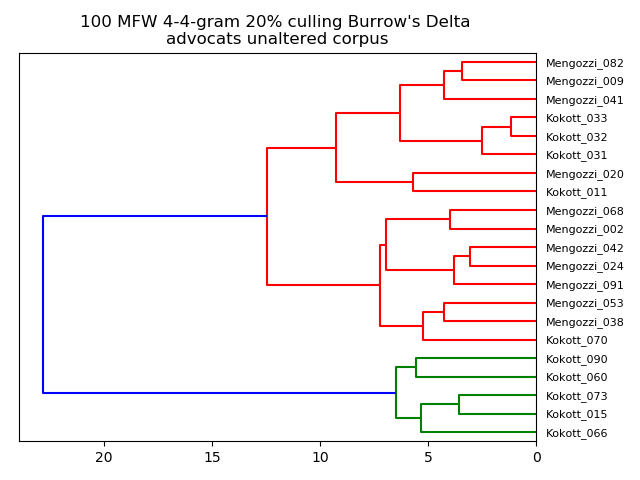 100 MFW 4-4-gram 20% culling Burrow's Delta
advocats unaltered corpus
Mengozzi_082
Mengozzi_009
Mengozzi_041
Kokott_033
Kokott_032
Kokott_031
Mengozzi_020
Kokott_011
Mengozzi_068
Mengozzi_002
Mengozzi_042
Mengozzi_024
Mengozzi_091
Mengozzi_053
Mengozzi_038
Kokott_070
Kokott_090
Kokott_060
Kokott_073
Kokott_015
Kokott_066
20 15 10 5 0